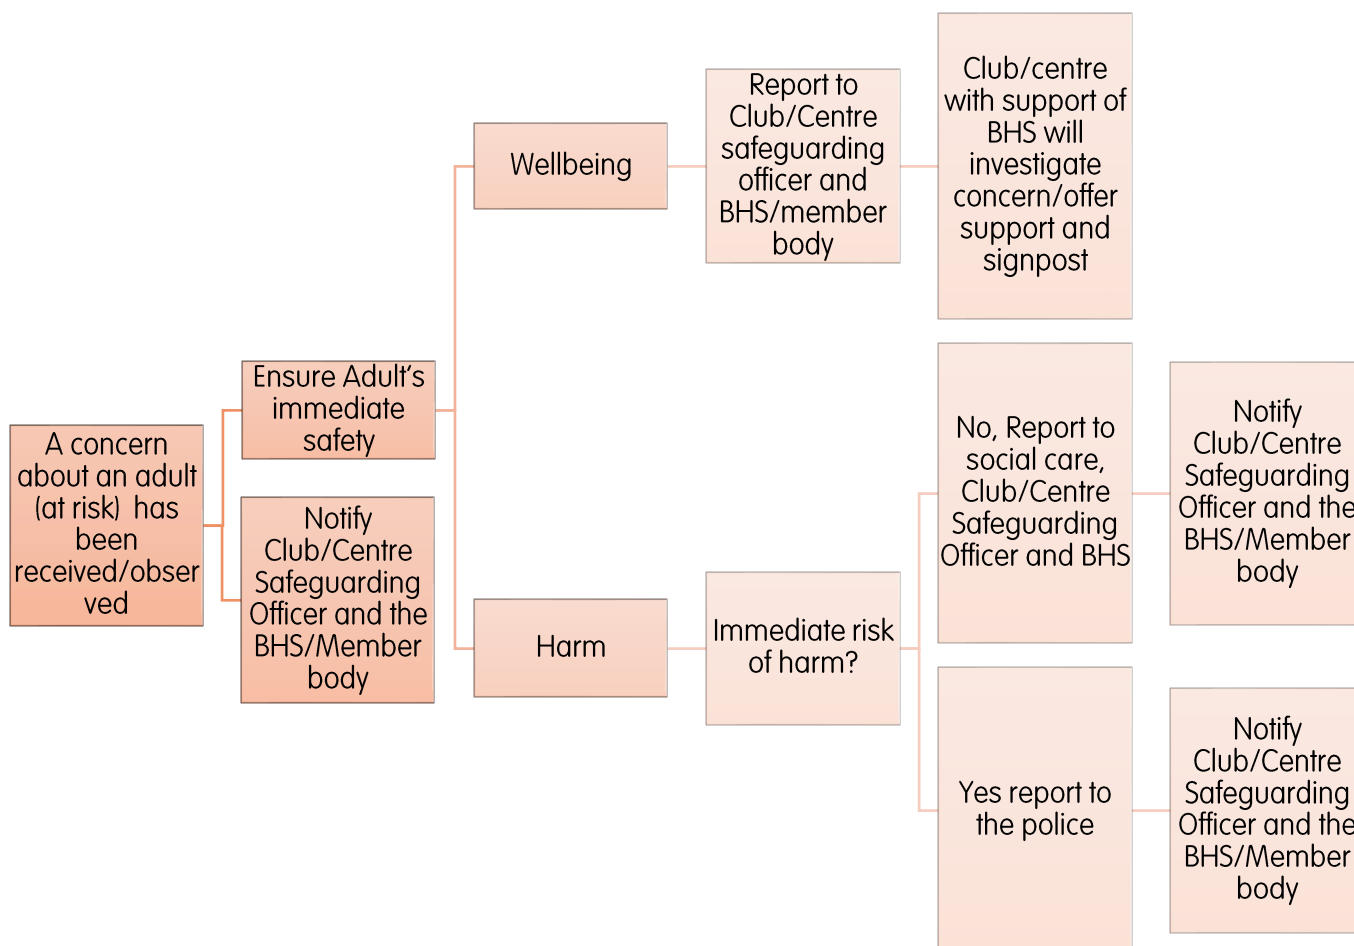 A concern
about an adult
(at risk)  has
been
received/obser
ved
Ensure Adult's
immediate
safety
Notify
Club/Centre
Safeguarding
Officer and the
BHS/Member
body
Wellbeing
Report to
Club/Centre
safeguarding
officer and
BHS/member
body
Club/centre
with support of
BHS will
investigate
concern/offer
support and
signpost
Harm
Immediate risk
of harm?
No, Report to
social care,
Club/Centre
Safeguarding
Officer and BHS
Notify
Club/Centre
Safeguarding
Officer and the
BHS/Member
body
Yes report to
the police
Notify
Club/Centre
Safeguarding
Officer and the
BHS/Member
body